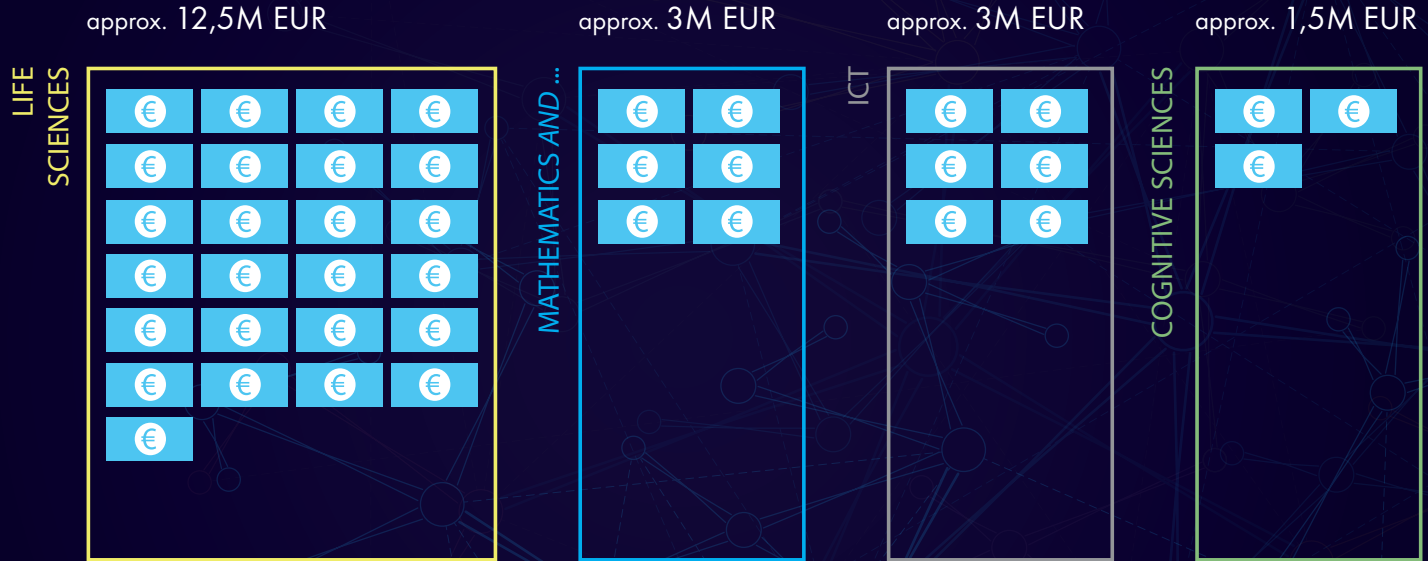 approx. 12,5M EUR
approx. 3M EUR
approx. 3M EUR
approx. 1,5M EUR
LIFE
SCIENCES
MATHEMATICS AND ...
ICT
COGNITIVE SCIENCES
€ € € €
€ € € €
€ € € €
€ € € €
€ € € €
€ € € €
€
€ €
€ €
€ €
€ €
€ €
€ €
€ €
€